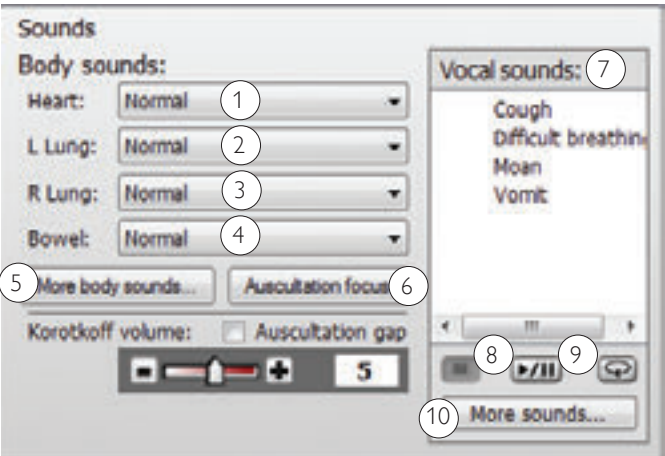 Sounds
Body sounds:
Heart: Normal 1
L Lung: Normal 2
R Lung: Normal 3
Bowel: Normal 4
5 More body sounds... Auscultation focus 6
Korotkoff volume: Auscultation gap
5
Vocal sounds: 7
Cough
Difficult breathin
Moan
Vomit
8 9
10 More sounds...